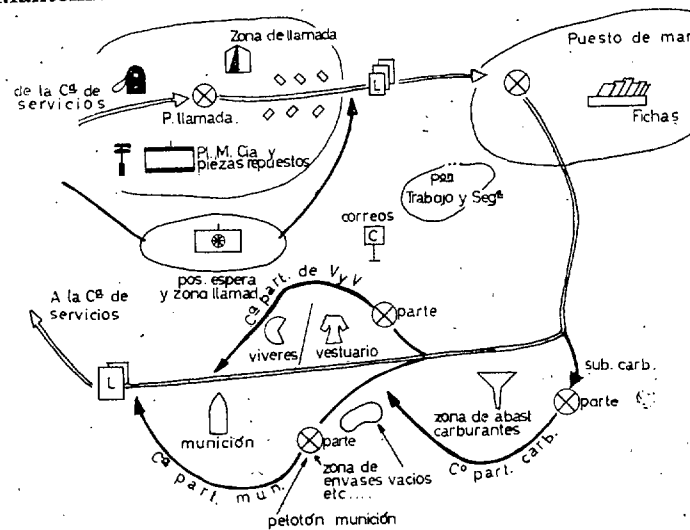 Zona de llamada
Puesto de mar
de la Cª de
servicios
L
P. llamada.
Fichas
Pl. M. Cia y
piezas repuestos
pon
Trabajo y Segª
correos
C
pos. espera
y zona llamad.
A la Cª de
servicios
Cª part. de V y V
parte
viveres / vestuario
sub. carb.
L
zona de abast
carburantes
parte
munición
parte
Cº part. carb.
Cª part. mun.
zona de
envases vacios
etc....
pelotón munición